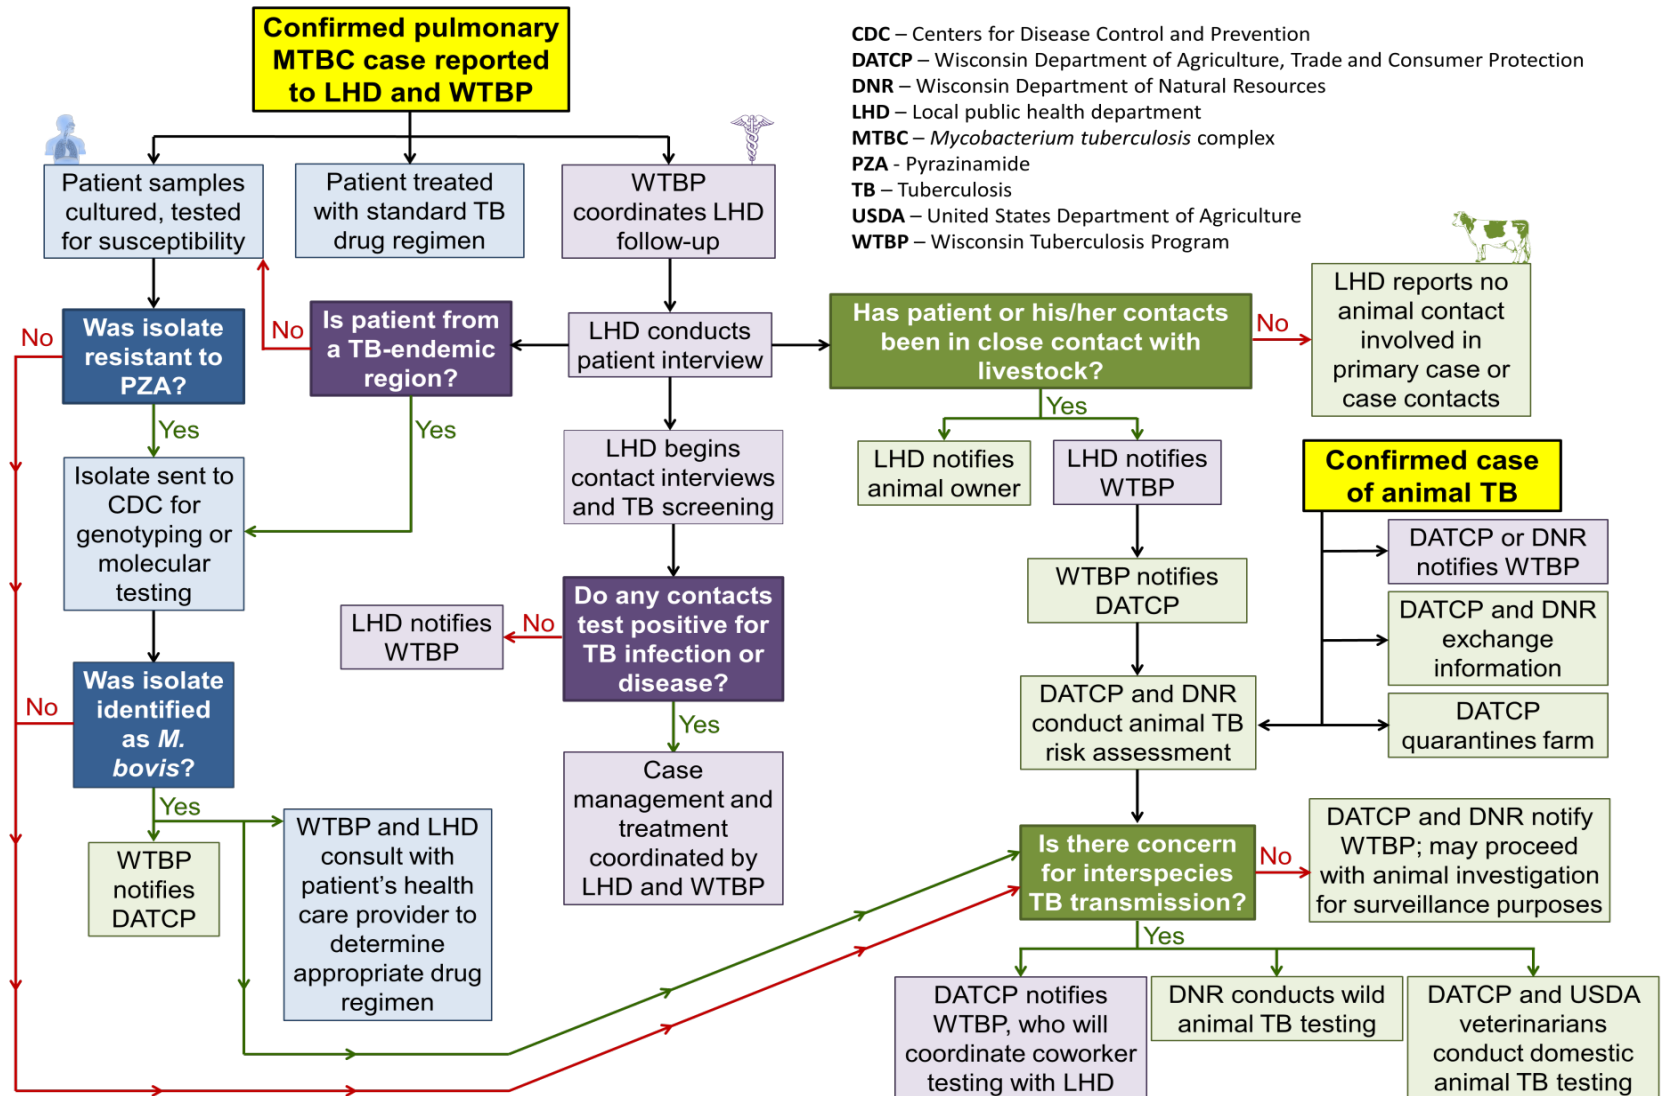 Confirmed pulmonary
MTBC case reported
to LHD and WTBP
CDC – Centers for Disease Control and Prevention
DATCP – Wisconsin Department of Agriculture, Trade and Consumer Protection
DNR – Wisconsin Department of Natural Resources
LHD – Local public health department
MTBC – Mycobacterium tuberculosis complex
PZA - Pyrazinamide
TB – Tuberculosis
USDA – United States Department of Agriculture
WTBP – Wisconsin Tuberculosis Program
Patient samples
cultured, tested
for susceptibility
Patient treated
with standard TB
drug regimen
WTBP
coordinates LHD
follow-up
No
Was isolate
resistant to
PZA?
Yes
No
Is patient from
a TB-endemic
region?
Yes
LHD conducts
patient interview
Has patient or his/her contacts
been in close contact with
livestock?
No
Yes
LHD reports no
animal contact
involved in
primary case or
case contacts
Isolate sent to
CDC for
genotyping or
molecular
testing
LHD begins
contact interviews
and TB screening
LHD notifies
animal owner
LHD notifies
WTBP
Confirmed case
of animal TB
DATCP or DNR
notifies WTBP
DATCP and DNR
exchange
information
DATCP
quarantines farm
WTBP notifies
DATCP
LHD notifies
WTBP
No
Do any contacts
test positive for
TB infection or
disease?
Yes
No
Was isolate
identified
as M.
bovis?
Yes
DATCP and DNR
conduct animal TB
risk assessment
WTBP
notifies
DATCP
WTBP and LHD
consult with
patient's health
care provider to
determine
appropriate drug
regimen
Case
management and
treatment
coordinated by
LHD and WTBP
Is there concern
for interspecies
TB transmission?
No
Yes
DATCP and DNR notify
WTBP; may proceed
with animal investigation
for surveillance purposes
DATCP notifies
WTBP, who will
coordinate coworker
testing with LHD
DNR conducts wild
animal TB testing
DATCP and USDA
veterinarians
conduct domestic
animal TB testing